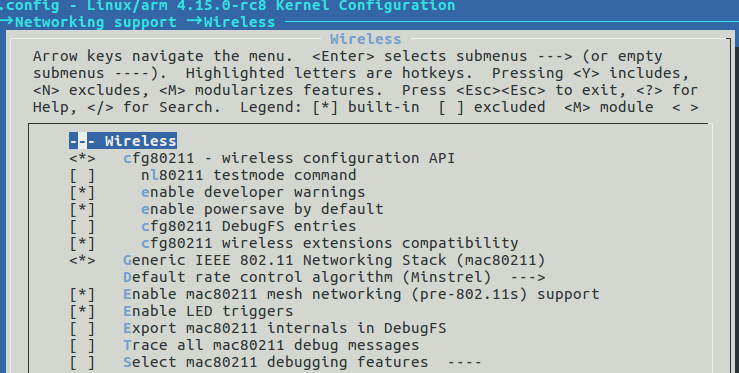 .config - Linux/arm 4.15.0-rc8 Kernel Configuration
→Networking support →Wireless
Wireless
Arrow keys navigate the menu.  <Enter> selects submenus ---> (or empty
submenus ----).  Highlighted letters are hotkeys.  Pressing <Y> includes,
<N> excludes, <M> modularizes features.  Press <Esc><Esc> to exit, <?> for
Help, </> for Search.  Legend: [*] built-in  [ ] excluded  <M> module  < >
--- Wireless
<*>   cfg80211 - wireless configuration API
[ ]     nl80211 testmode command
[*]     enable developer warnings
[*]     enable powersave by default
[ ]     cfg80211 DebugFS entries
[*]     cfg80211 wireless extensions compatibility
<*>   Generic IEEE 802.11 Networking Stack (mac80211)
Default rate control algorithm (Minstrel)  --->
[*]   Enable mac80211 mesh networking (pre-802.11s) support
[*]   Enable LED triggers
[ ]   Export mac80211 internals in DebugFS
[ ]   Trace all mac80211 debug messages
[ ]   Select mac80211 debugging features  ----